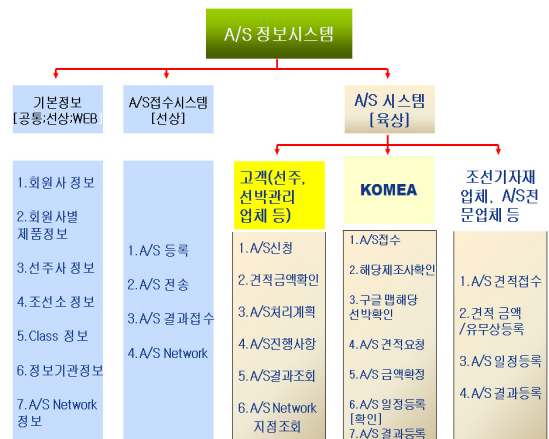 A/S 정보시스템
기본정보
[공통;선상;WEB]
A/S접수시스템
[선상]
A/S 시스템
[육상]
1.회원사 정보
2.회원사별
제품정보
3.선주사 정보
4.조선소 정보
5.Class 정보
6.정보기관정보
7.A/S Network
정보
1.A/S 등록
2.A/S 전송
3.A/S 결과접수
4.A/S Network
고객(선주,
선박관리
업체 등)
1.A/S신청
2.견적금액확인
3.A/S처리계획
4.A/S진행사항
5.A/S결과조회
6.A/S Network
지정조회
KOMEA
1.A/S접수
2.해당제조사확인
3.구글 맵해당
선박확인
4.A/S 견적요청
5.A/S 금액확정
6.A/S 일정등록
[확인]
7.A/S 결과등록
조선기자재
업체, A/S전
문업체 등
1.A/S 견적접수
2.견적 금액
/유무상등록
3.A/S 일정등록
4.A/S 결과등록